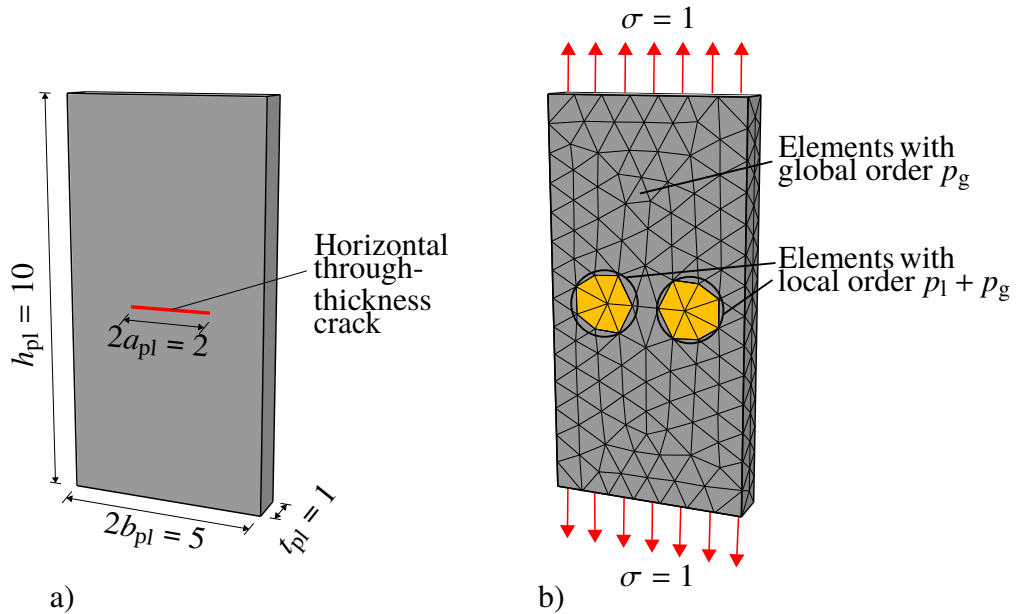 σ = 1
Elements with
global order p_g
Horizontal
through-
thickness
crack
Elements with
local order p_l + p_g
h_pl = 10
2a_pl = 2
2b_pl = 5
t_pl = 1
σ = 1
a)
b)